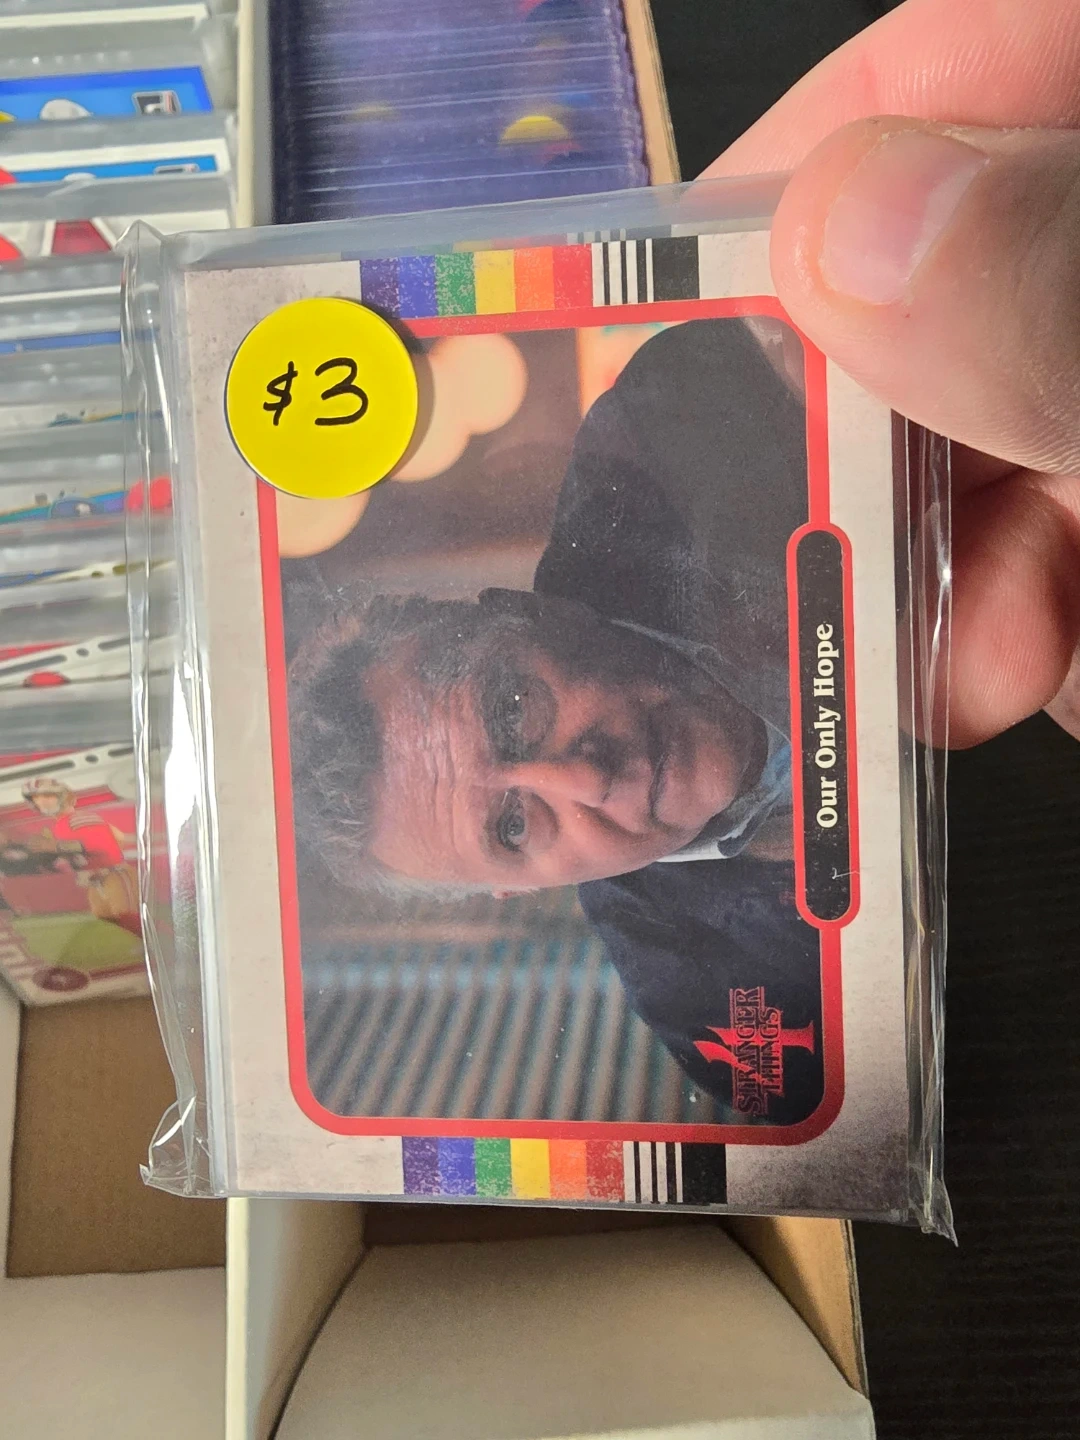 $3
Our Only Hope
STRANGER
THINGS
4